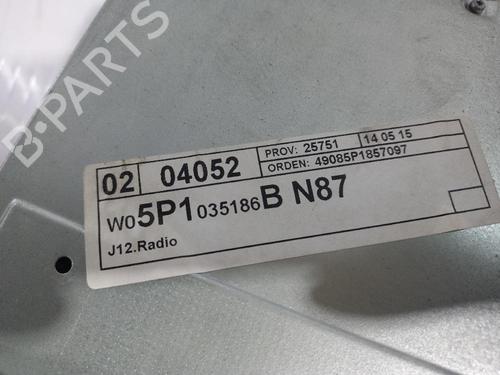 B-PARTS
02 04052 PROV: 25751 14 05 15
ORDEN: 49085P1857097
W05P1035186B N87
J12.Radio